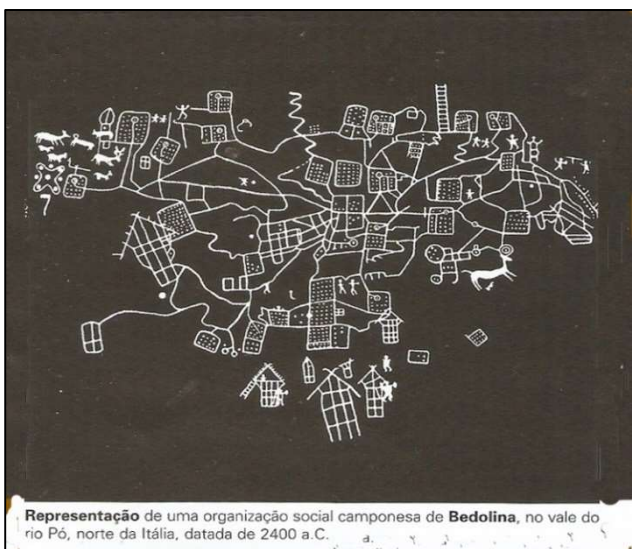 Representação de uma organização social camponesa de Bedolina, no vale do
rio Pó, norte da Itália, datada de 2400 a.C.